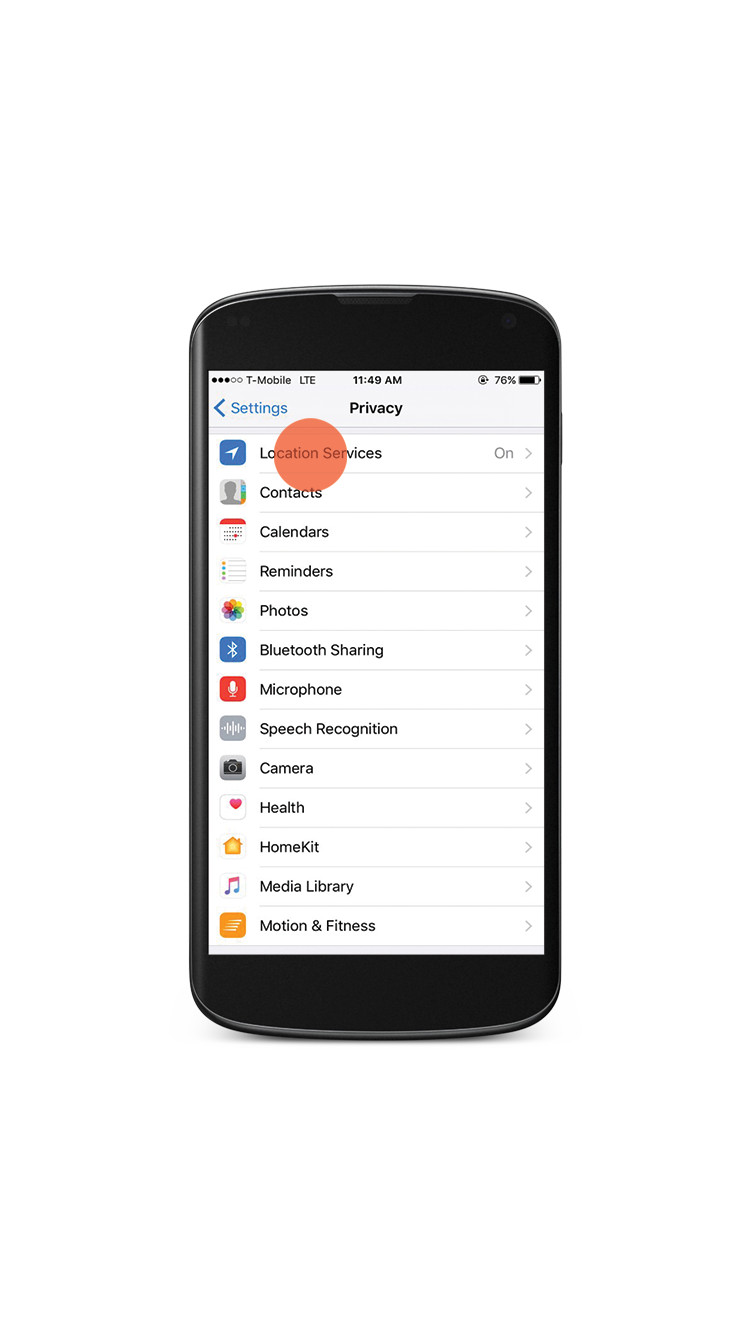 T-Mobile LTE 11:49 AM 76%
Settings Privacy
Location Services On
Contacts
Calendars
Reminders
Photos
Bluetooth Sharing
Microphone
Speech Recognition
Camera
Health
HomeKit
Media Library
Motion & Fitness